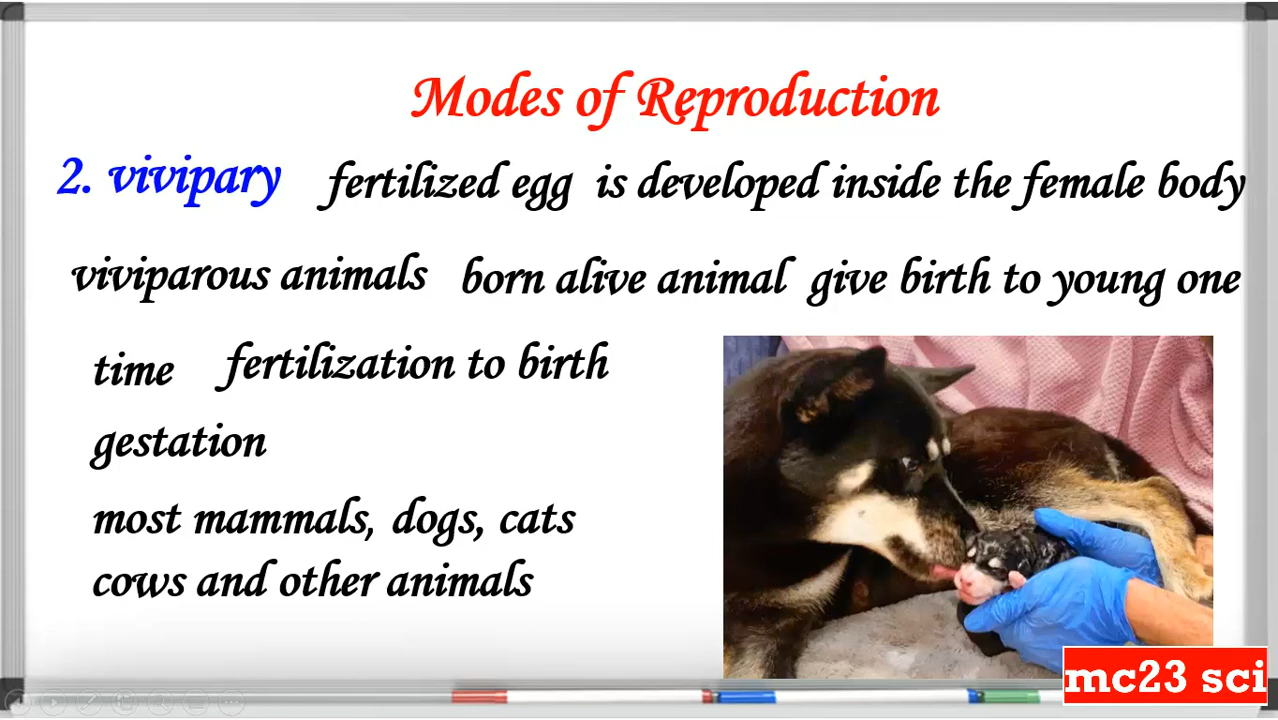 Modes of Reproduction
2. vivipary fertilized egg is developed inside the female body
viviparous animals born alive animal give birth to young one
time fertilization to birth
gestation
most mammals, dogs, cats
cows and other animals
mc23 sci